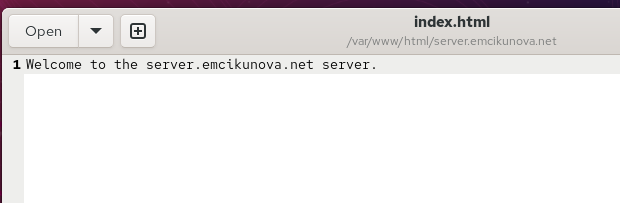 Open
index.html
/var/www/html/server.emcikunova.net
1 Welcome to the server.emcikunova.net server.